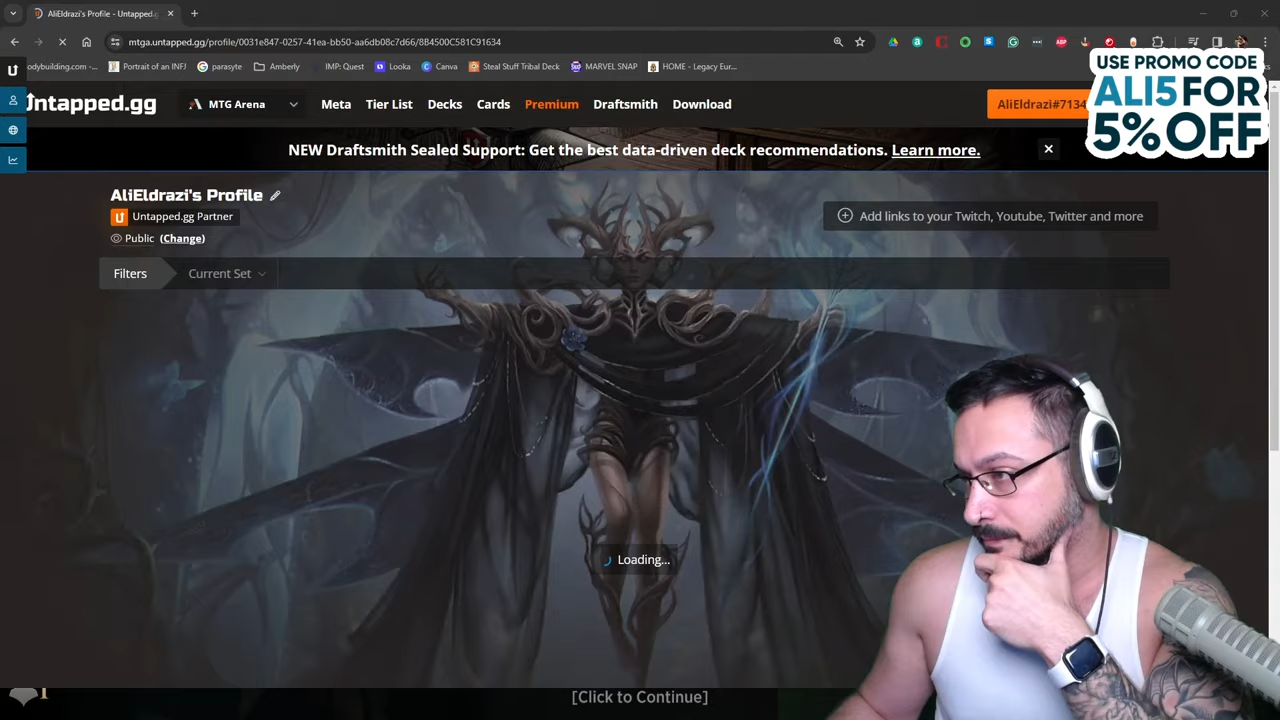 AliEldrazi's Profile - Untapped.g
mtga.untapped.gg/profile/0031e847-0257-41ea-bb50-aa6db08c7d66/8B4500C581C91634
odybuilding.com -...
Portrait of an INFJ
parasyte
Amberly
IMP: Quest
Looka
Canva
Steal Stuff Tribal Deck
MARVEL SNAP
HOME - Legacy Eur...
USE PROMO CODE
ALI5 FOR
5% OFF
Untapped.gg
MTG Arena
Meta
Tier List
Decks
Cards
Premium
Draftsmith
Download
AliEldrazi#7134
NEW Draftsmith Sealed Support: Get the best data-driven deck recommendations. Learn more.
AliEldrazi's Profile
Untapped.gg Partner
Public (Change)
Add links to your Twitch, Youtube, Twitter and more
Filters
Current Set
Loading...
1
[Click to Continue]